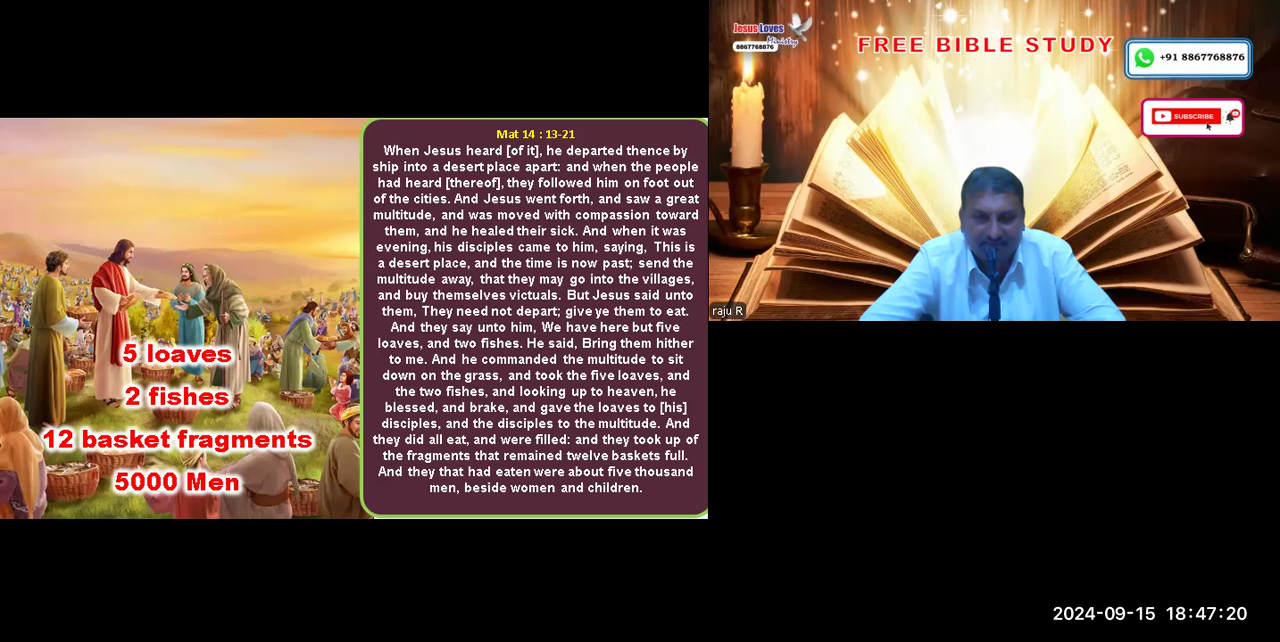 5 loaves
2 fishes
12 basket fragments
5000 Men
Mat 14 : 13-21
When Jesus heard [of it], he departed thence by
ship into a desert place apart: and when the people
had heard [thereof], they followed him on foot out
of the cities. And Jesus went forth, and saw a great
multitude, and was moved with compassion toward
them, and he healed their sick. And when it was
evening, his disciples came to him, saying, This is
a desert place, and the time is now past; send the
multitude away, that they may go into the villages,
and buy themselves victuals. But Jesus said unto
them, They need not depart; give ye them to eat.
And they say unto him, We have here but five
loaves, and two fishes. He said, Bring them hither
to me. And he commanded the multitude to sit
down on the grass, and took the five loaves, and
the two fishes, and looking up to heaven, he
blessed, and brake, and gave the loaves to [his]
disciples, and the disciples to the multitude. And
they did all eat, and were filled: and they took up of
the fragments that remained twelve baskets full.
And they that had eaten were about five thousand
men, beside women and children.
Jesus Loves
Ministry
8867768876
FREE BIBLE STUDY
+91 8867768876
SUBSCRIBE
raju R
2024-09-15 18:47:20